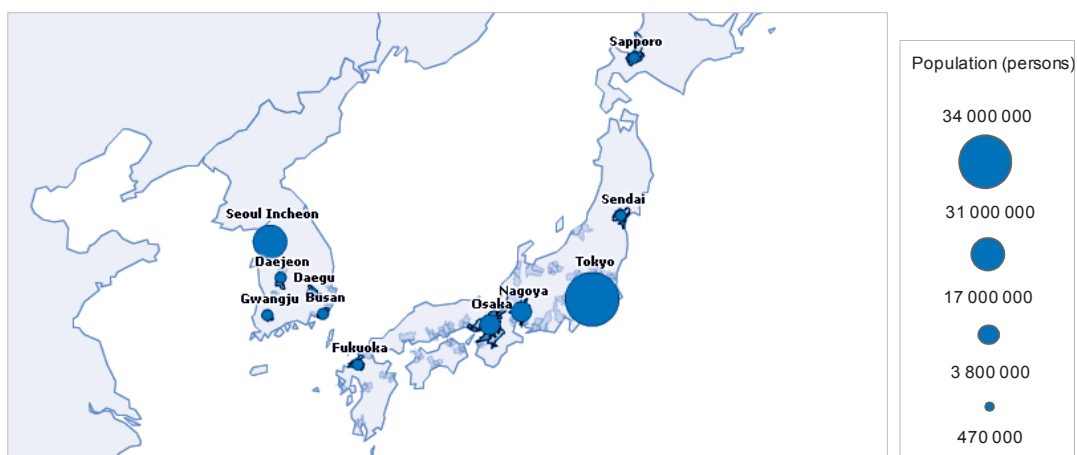 Sapporo
Sendai
Seoul Incheon
Daejeon
Daegu
Gwangju
Busan
Tokyo
Nagoya
Osaka
Fukuoka
Population (persons)
34 000 000
31 000 000
17 000 000
3 800 000
470 000